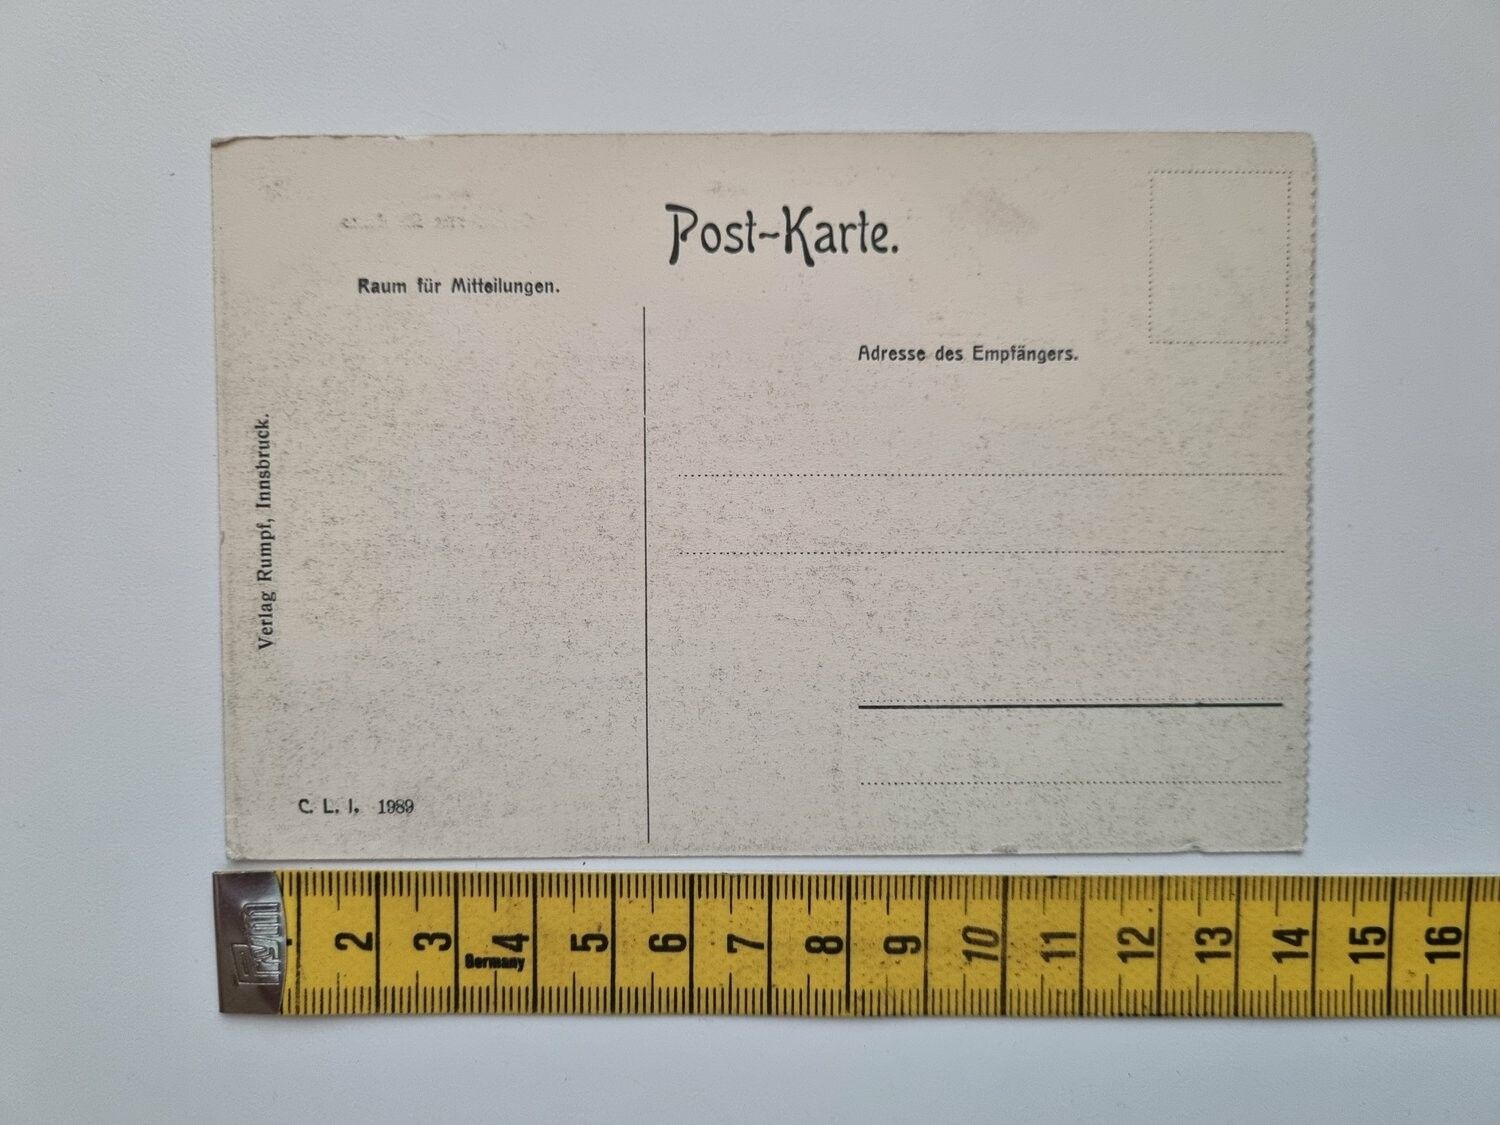 Post-Karte.
Raum für Mitteilungen.
Adresse des Empfängers.
Verlag Rumpf, Innsbruck.
C. L. I. 1989
Prym
2 3 4 5 6 7 8 9 10 11 12 13 14 15 16
Germany